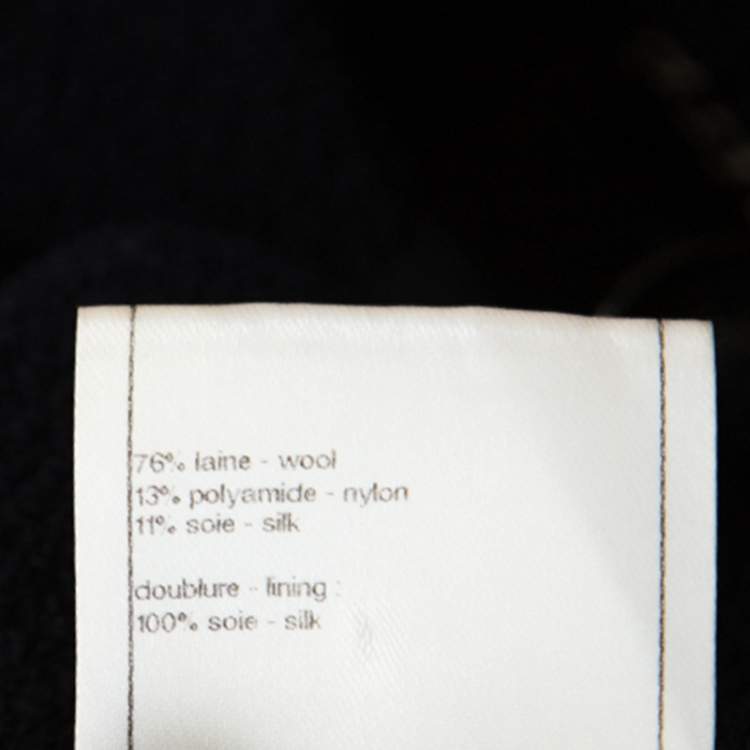 76% laine - wool
13% polyamide - nylon
11% soie - silk
doublure - lining :
100% soie - silk